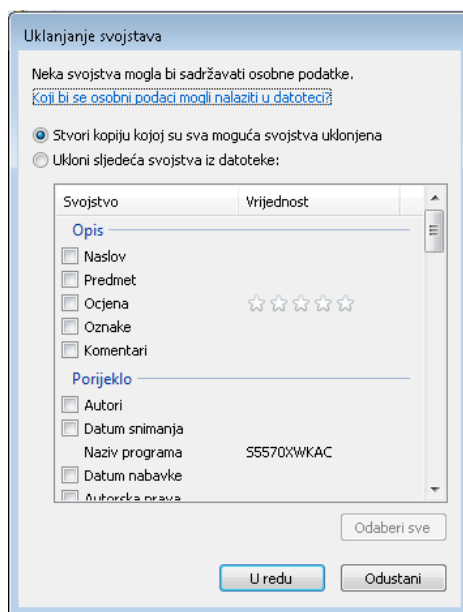 Uklanjanje svojstava
Neka svojstva mogla bi sadržavati osobne podatke.
Koji bi se osobni podaci mogli nalaziti u datoteci?
Stvori kopiju kojoj su sva moguća svojstva uklonjena
Ukloni sljedeća svojstva iz datoteke:
Svojstvo Vrijednost
Opis
Naslov
Predmet
Ocjena
Oznake
Komentari
Porijeklo
Autori
Datum snimanja
Naziv programa S5570XWKAC
Datum nabavke
Autorska prava
Odaberi sve
U redu Odustani